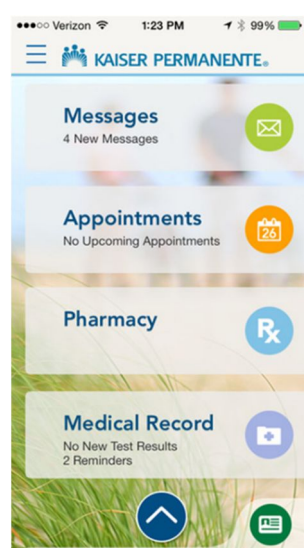 Verizon 1:23 PM 99%
KAISER PERMANENTE®
Messages
4 New Messages
Appointments
No Upcoming Appointments
26
Pharmacy
Rx
Medical Record
No New Test Results
2 Reminders